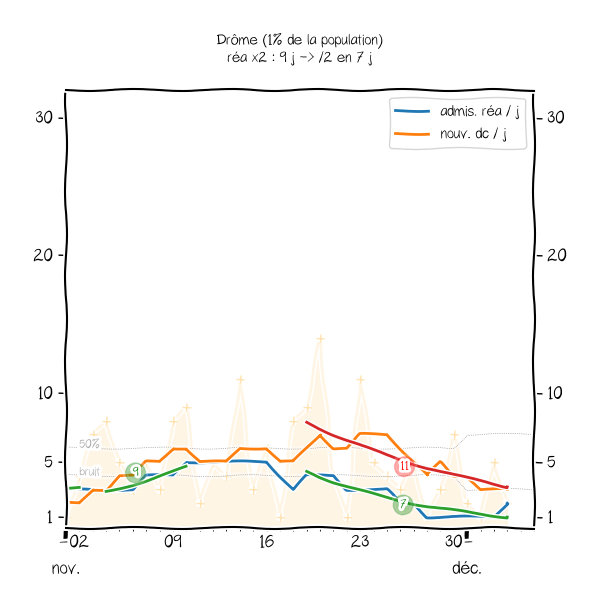 Drôme (1% de la population)
réa x2 : 9 j -> /2 en 7 j
admis. réa / j
nouv. dc / j
30 30
20 20
10 10
50%
5 5
bruit
9
11
7
1 1
02 09 16 23 30
nov. déc.